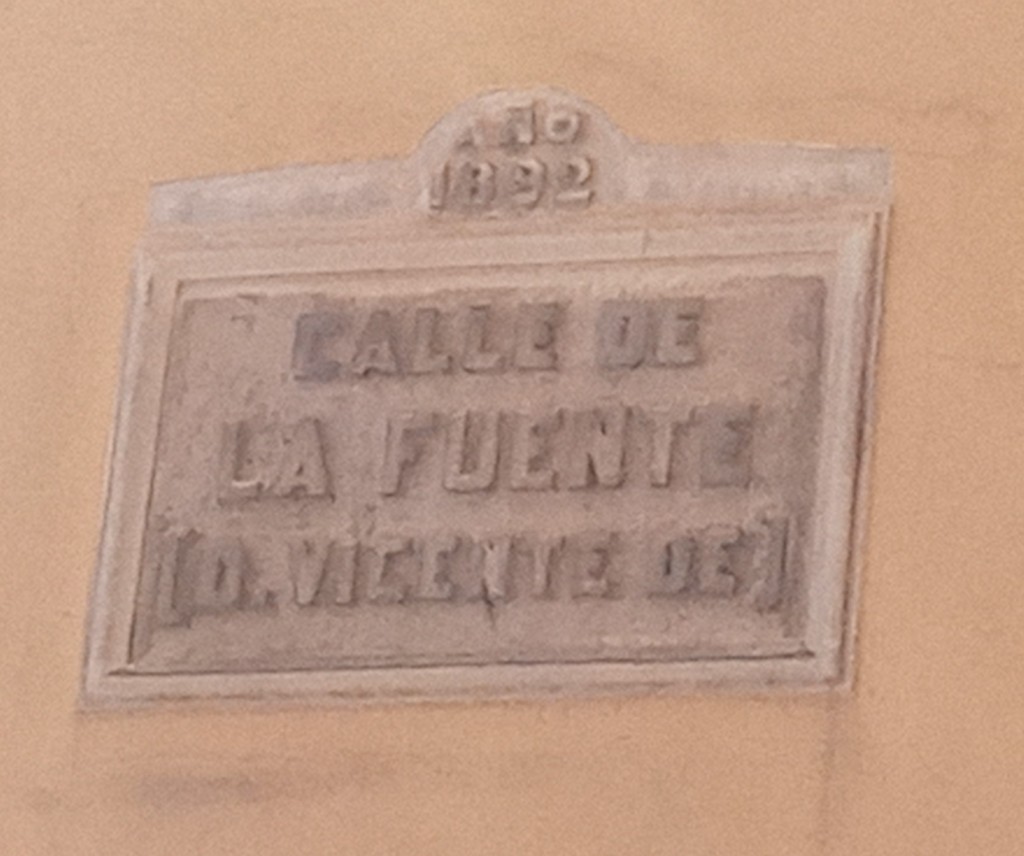 AÑO
1892
CALLE DE
LA FUENTE
[D. VICENTE DE]